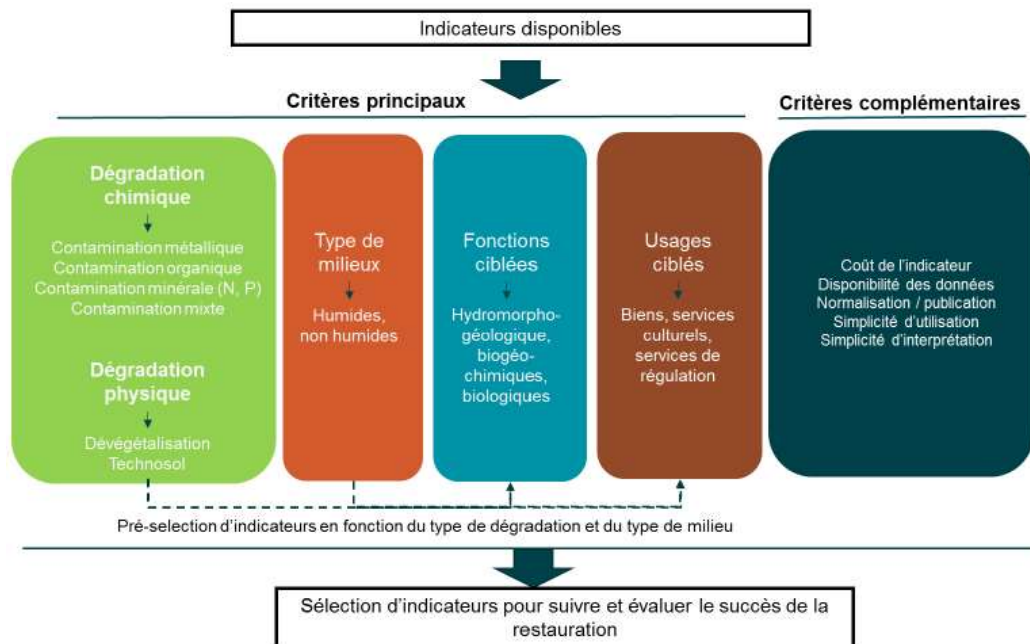 Indicateurs disponibles
Critères principaux
Critères complémentaires
Dégradation
chimique
Contamination métallique
Contamination organique
Contamination minérale (N, P)
Contamination mixte
Dégradation
physique
Dévégétalisation
Technosol
Type de
milieux
Humides,
non humides
Fonctions
ciblées
Hydromorpho-
géologique,
biogéo-
chimiques,
biologiques
Usages
ciblés
Biens, services
culturels,
services de
régulation
Coût de l'indicateur
Disponibilité des données
Normalisation / publication
Simplicité d'utilisation
Simplicité d'interprétation
Pré-selection d'indicateurs en fonction du type de dégradation et du type de milieu
Sélection d'indicateurs pour suivre et évaluer le succès de la
restauration